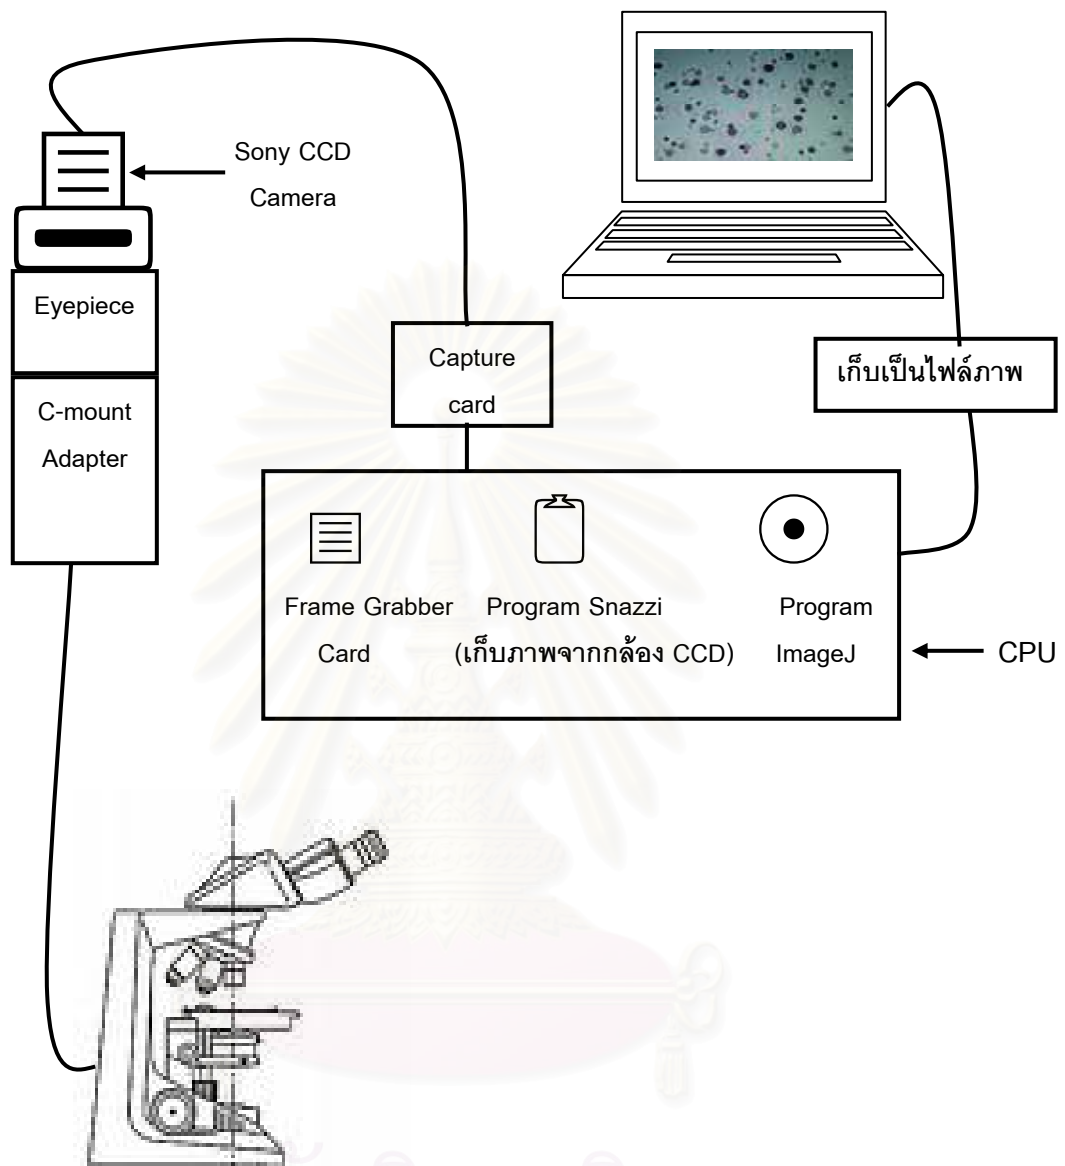 Sony CCD
Camera
Eyepiece
C-mount
Adapter
Capture
card
เก็บเป็นไฟล์ภาพ
Frame Grabber
Card
Program Snazzi
(เก็บภาพจากกล้อง CCD)
Program
ImageJ
CPU